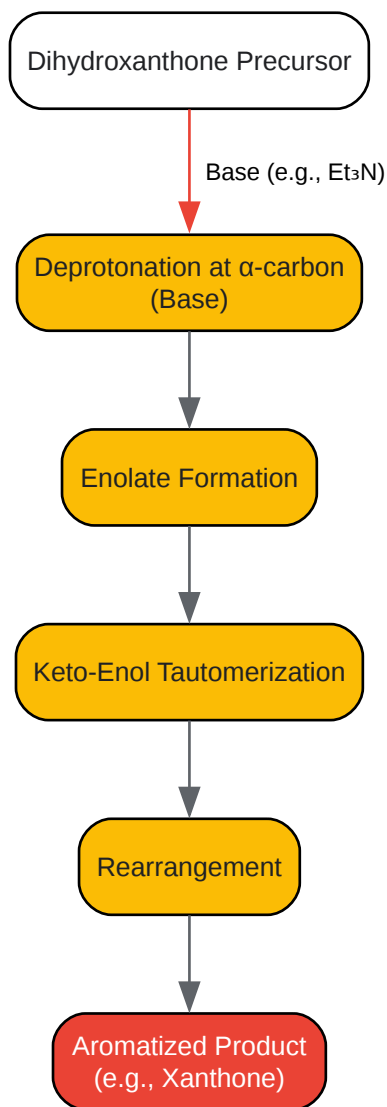 Dihydroxanthone Precursor
Base (e.g., Et₃N)
Deprotonation at α-carbon
(Base)
Enolate Formation
Keto-Enol Tautomerization
Rearrangement
Aromatized Product
(e.g., Xanthone)